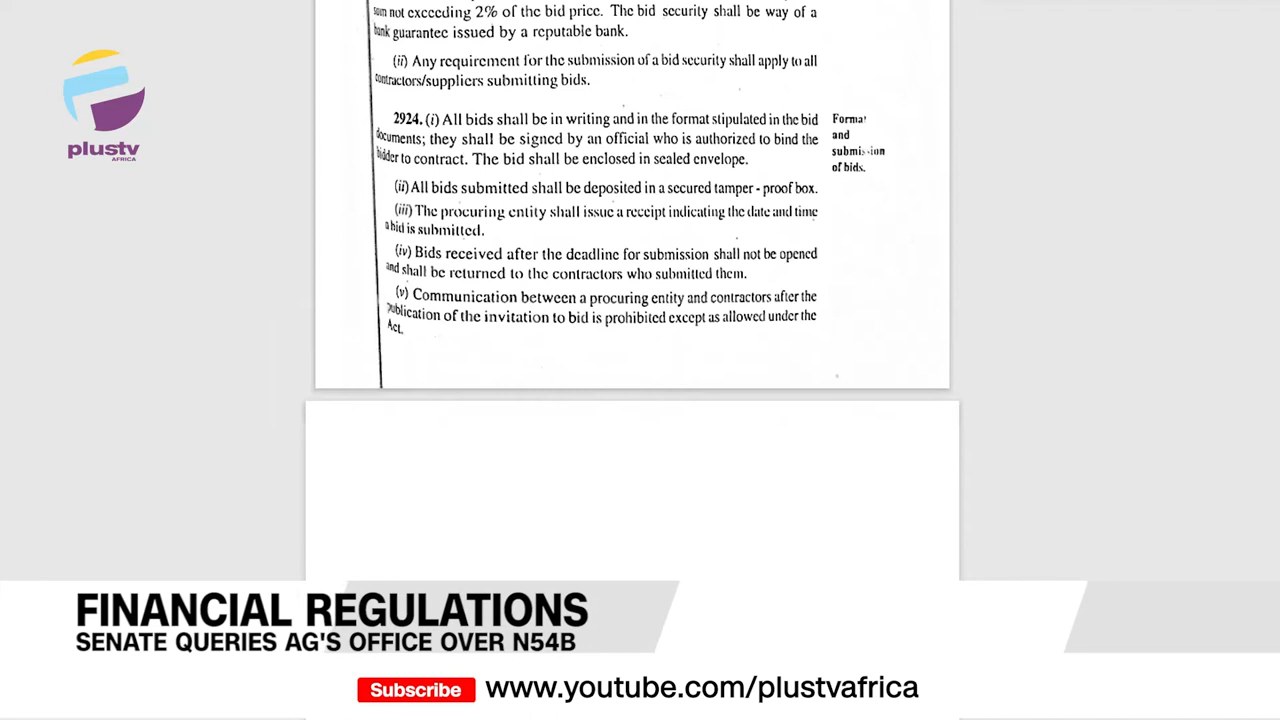 sum not exceeding 2% of the bid price. The bid security shall be way of a
bank guarantee issued by a reputable bank.
(ii) Any requirement for the submission of a bid security shall apply to all
contractors/suppliers submitting bids.
2924. (i) All bids shall be in writing and in the format stipulated in the bid
documents; they shall be signed by an official who is authorized to bind the
bidder to contract. The bid shall be enclosed in sealed envelope.
(ii) All bids submitted shall be deposited in a secured tamper - proof box.
(iii) The procuring entity shall issue a receipt indicating the date and time
a bid is submitted.
(iv) Bids received after the deadline for submission shall not be opened
and shall be returned to the contractors who submitted them.
(v) Communication between a procuring entity and contractors after the
publication of the invitation to bid is prohibited except as allowed under the
Act.
Format
and
submission
of bids.
plustv
AFRICA
FINANCIAL REGULATIONS
SENATE QUERIES AG'S OFFICE OVER N54B
Subscribe www.youtube.com/plustvafrica